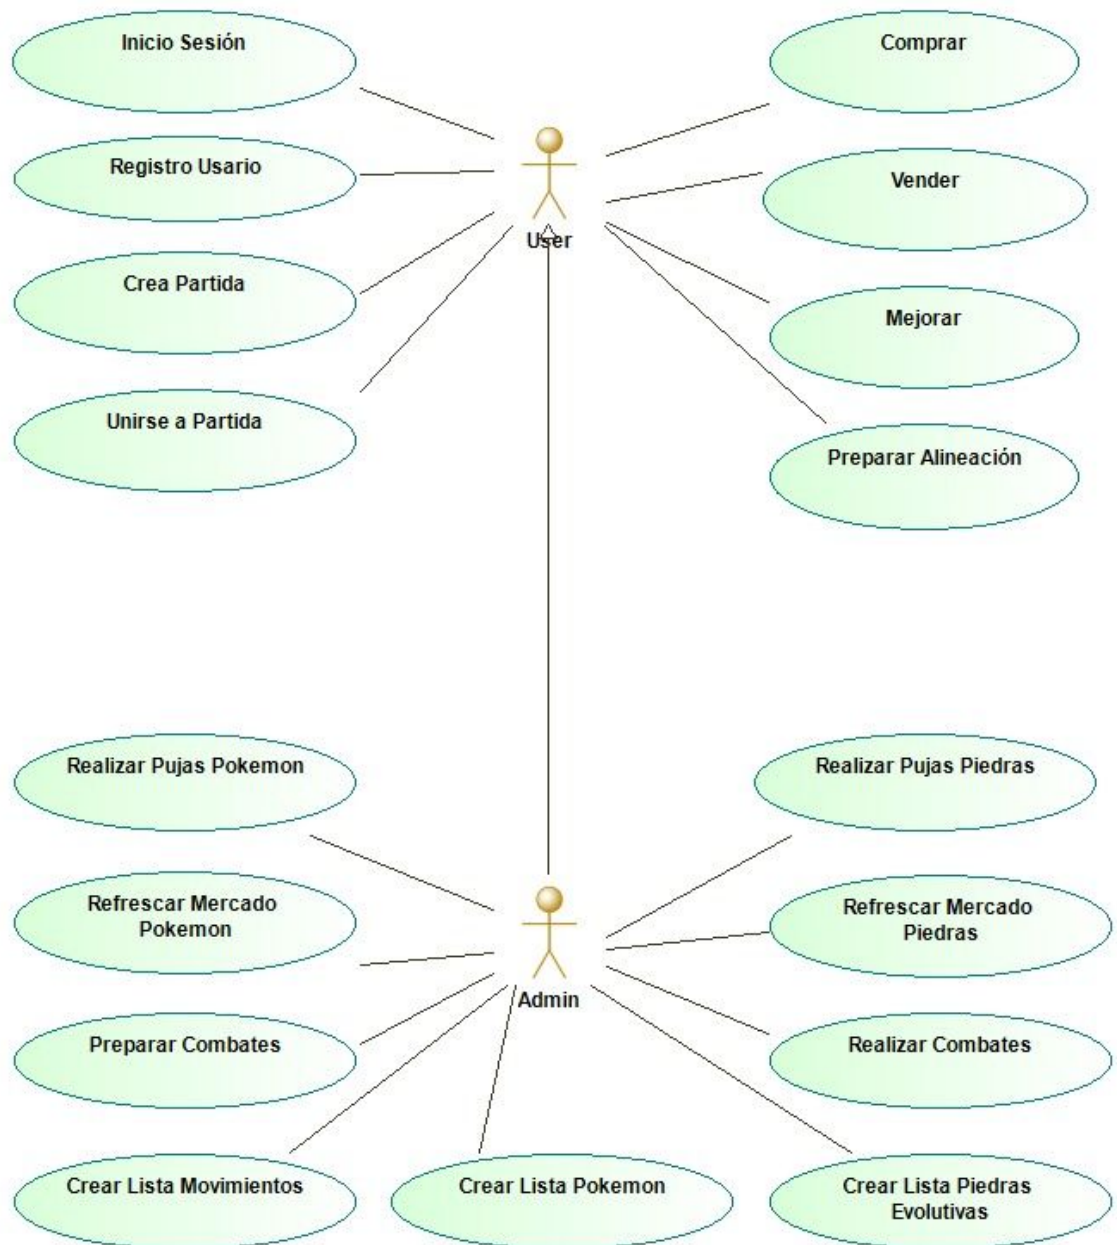 Inicio Sesión
Comprar
Registro Usario
Vender
User
Crea Partida
Mejorar
Unirse a Partida
Preparar Alineación
Realizar Pujas Pokemon
Realizar Pujas Piedras
Refrescar Mercado
Pokemon
Refrescar Mercado
Piedras
Admin
Preparar Combates
Realizar Combates
Crear Lista Movimientos
Crear Lista Pokemon
Crear Lista Piedras
Evolutivas